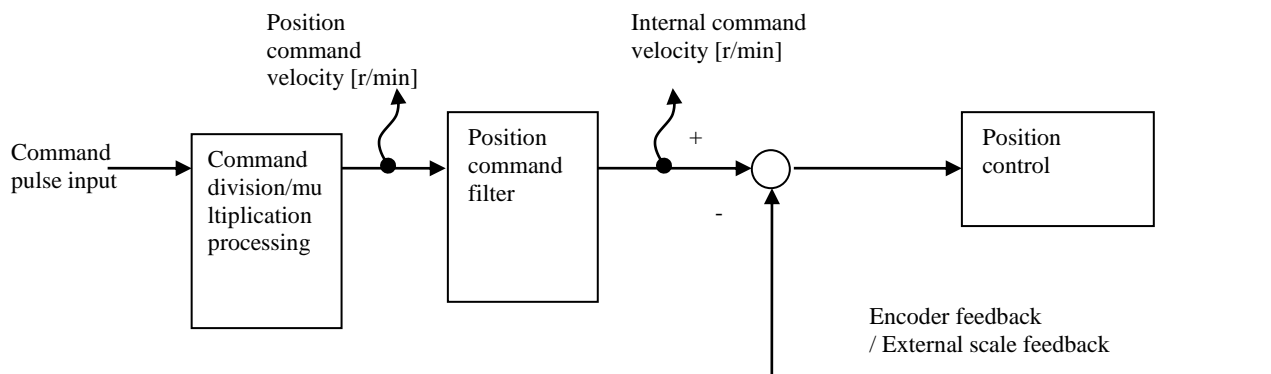 Position
command
velocity [r/min]
Internal command
velocity [r/min]
Command
pulse input
Command
division/mu
ltiplication
processing
Position
command
filter
+
-
Position
control
Encoder feedback
/ External scale feedback